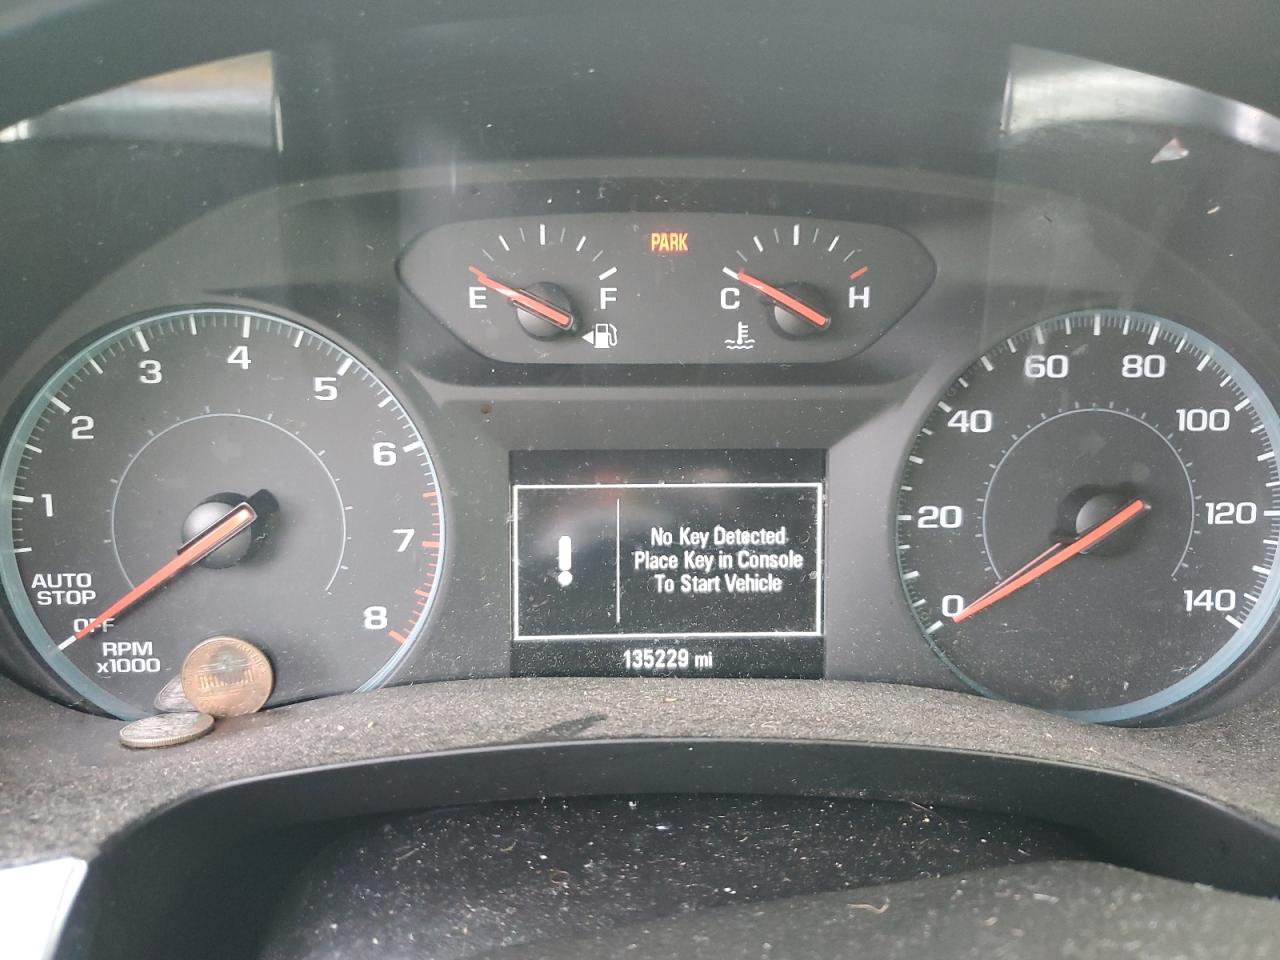 PARK
E
F
C
H
1
2
3
4
5
6
7
8
AUTO
STOP
OFF
RPM
x1000
No Key Detected
Place Key in Console
To Start Vehicle
135229 mi
0
20
40
60
80
100
120
140